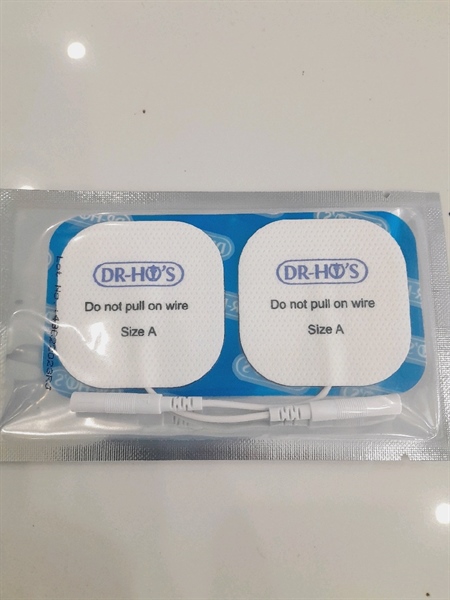 DR-HO'S
Do not pull on wire
Size A
DR-HO'S
Do not pull on wire
Size A